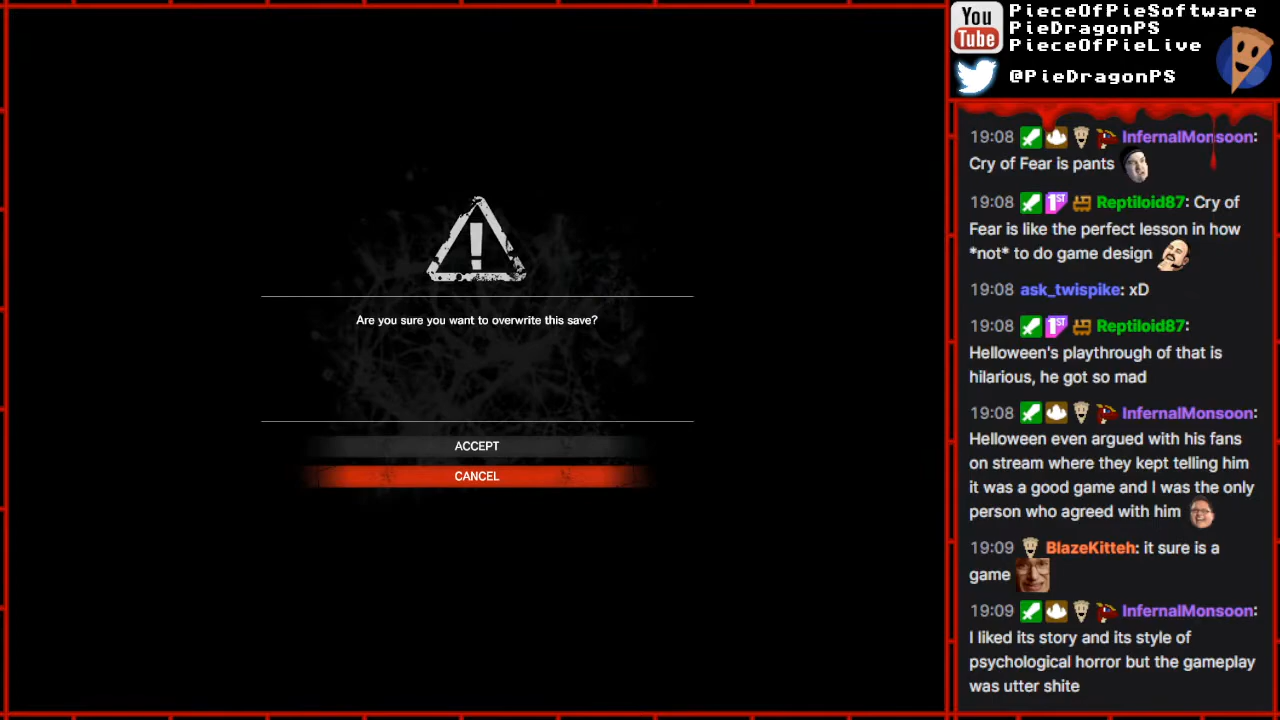 Are you sure you want to overwrite this save?
ACCEPT
CANCEL
You
Tube
PieceOfPieSoftware
PieDragonPS
PieceOfPieLive
@PieDragonPS
19:08 1ST InfernalMonsoon:
Cry of Fear is pants
19:08 1ST Reptiloid87: Cry of
Fear is like the perfect lesson in how
*not* to do game design
19:08 ask_twispike: xD
19:08 1ST Reptiloid87:
Helloween's playthrough of that is
hilarious, he got so mad
19:08 InfernalMonsoon:
Helloween even argued with his fans
on stream where they kept telling him
it was a good game and I was the only
person who agreed with him
19:09 BlazeKitteh: it sure is a
game
19:09 InfernalMonsoon:
I liked its story and its style of
psychological horror but the gameplay
was utter shite